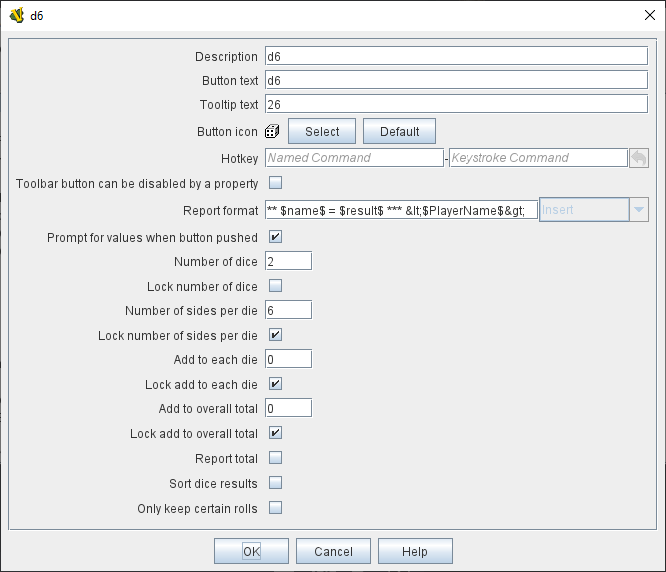 d6
Description d6
Button text d6
Tooltip text 26
Button icon Select Default
Hotkey Named Command - Keystroke Command
Toolbar button can be disabled by a property
Report format ** $name$ = $result$ *** &lt;$PlayerName$&gt; Insert
Prompt for values when button pushed
Number of dice 2
Lock number of dice
Number of sides per die 6
Lock number of sides per die
Add to each die 0
Lock add to each die
Add to overall total 0
Lock add to overall total
Report total
Sort dice results
Only keep certain rolls
OK Cancel Help